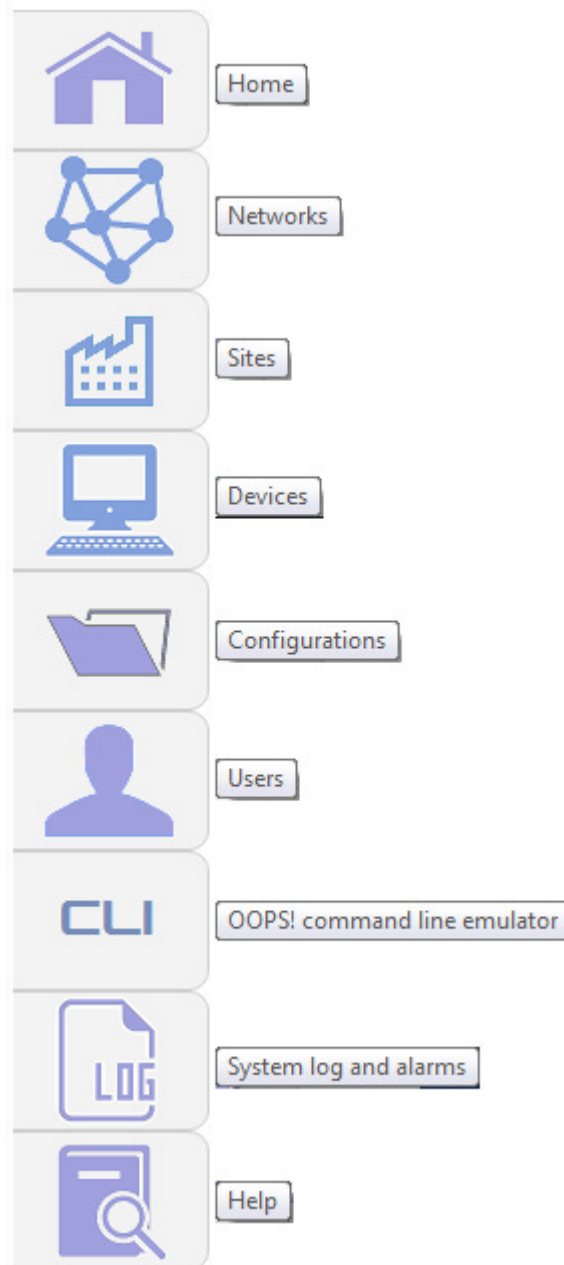 Home
Networks
Sites
Devices
Configurations
Users
CLI
OOPS! command line emulator
LOG
System log and alarms
Help